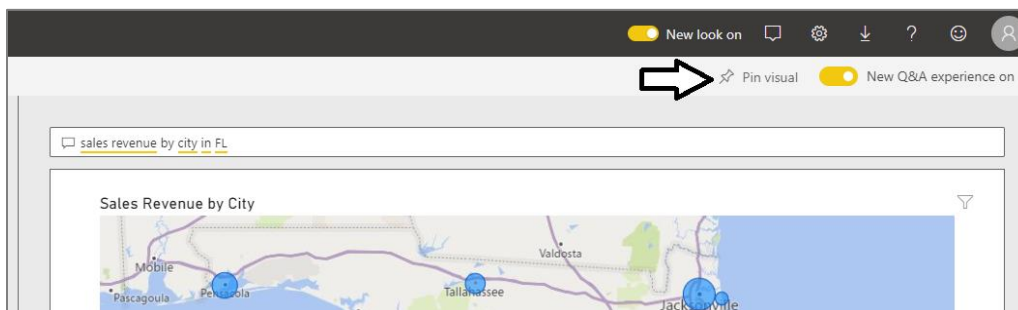 New look on ?
Pin visual New Q&A experience on
sales revenue by city in FL
Sales Revenue by City
Valdosta
Mobile
Pascagoula Pensacola Tallahassee Jacksonville